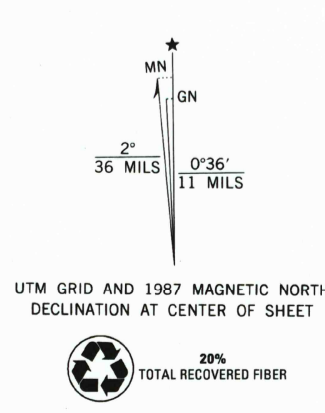 ★
MN
GN
2°
36 MILS
0°36′
11 MILS
UTM GRID AND 1987 MAGNETIC NORTH
DECLINATION AT CENTER OF SHEET
20%
TOTAL RECOVERED FIBER